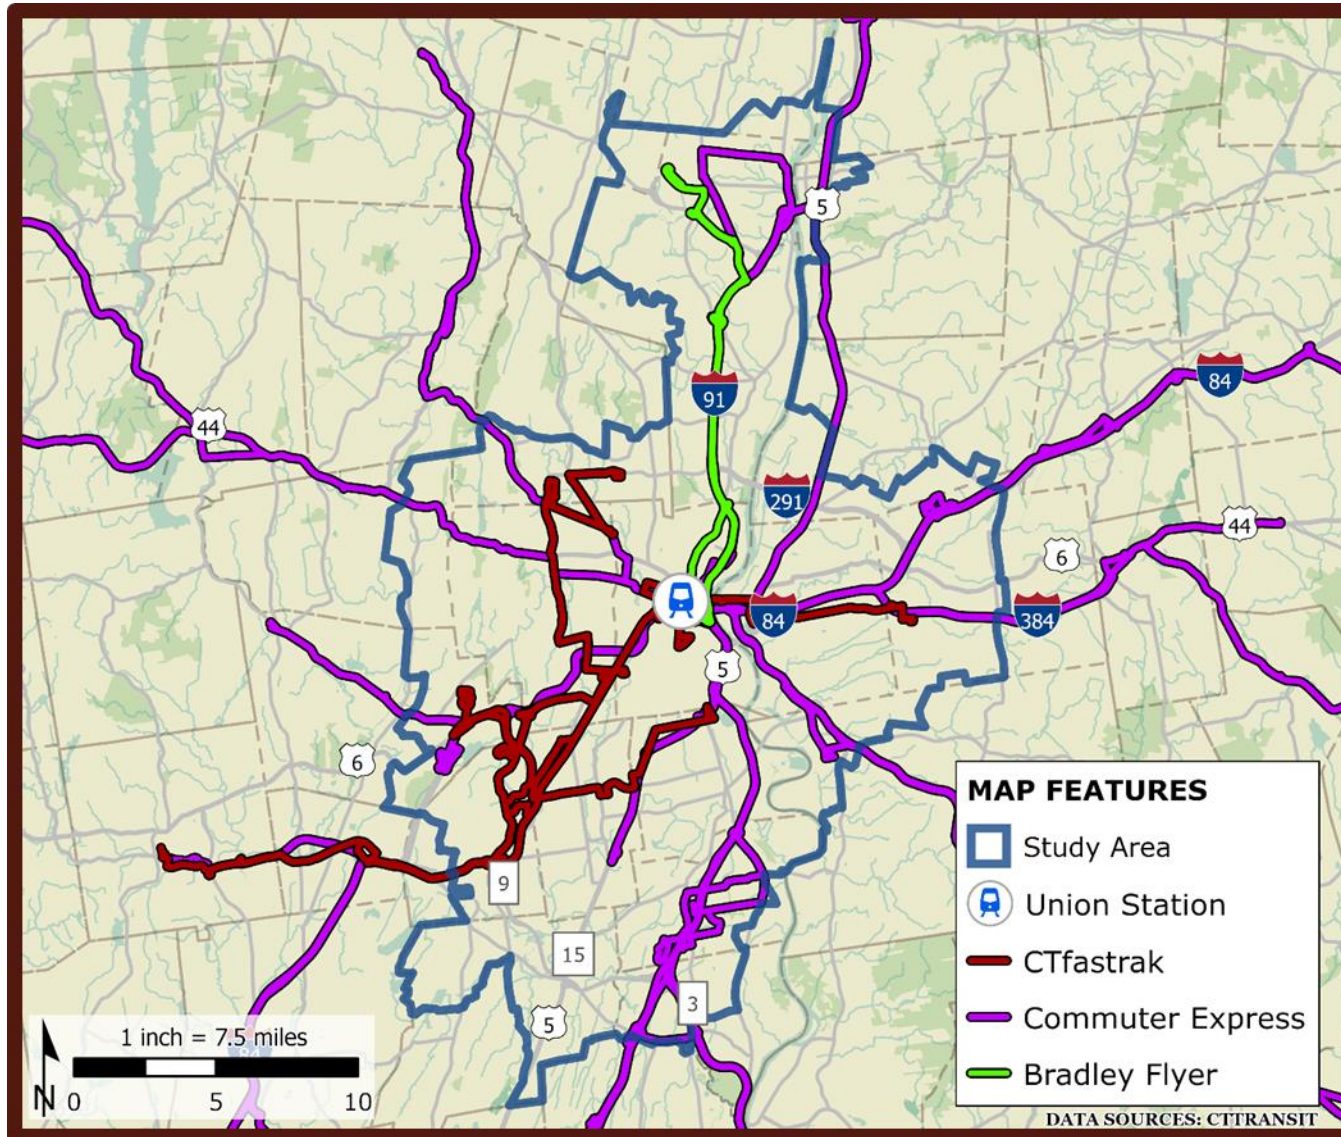 5
44
91
84
291
44
6
84
384
5
6
9
15
3
5
MAP FEATURES
Study Area
Union Station
CTfastrak
Commuter Express
Bradley Flyer
1 inch = 7.5 miles
84
N
0 5 10
DATA SOURCES: CTTRANSIT